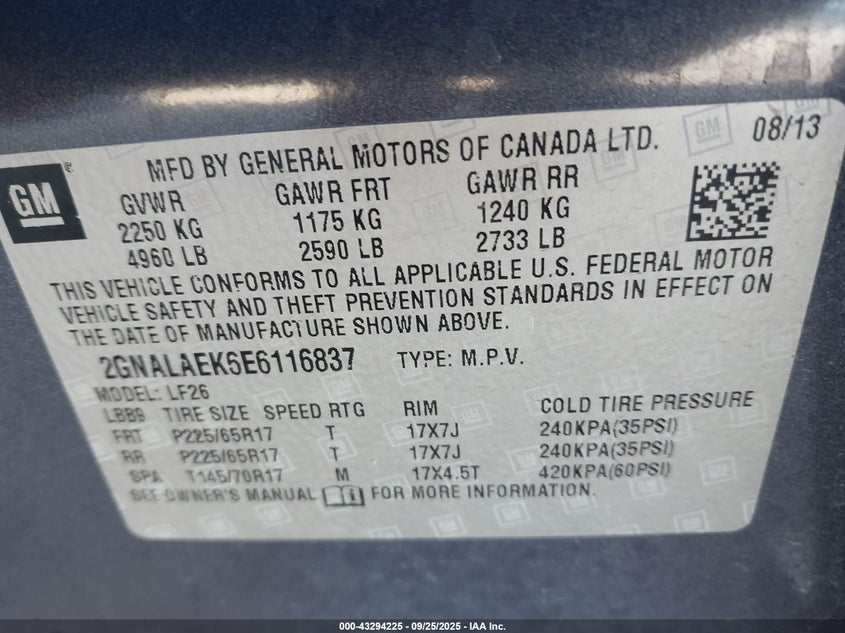 08/13
MFD BY GENERAL MOTORS OF CANADA LTD.
GM
GVWR GAWR FRT GAWR RR
2250 KG 1175 KG 1240 KG
4960 LB 2590 LB 2733 LB
THIS VEHICLE CONFORMS TO ALL APPLICABLE U.S. FEDERAL MOTOR
VEHICLE SAFETY AND THEFT PREVENTION STANDARDS IN EFFECT ON
THE DATE OF MANUFACTURE SHOWN ABOVE.
2GNALAEK6E6116837 TYPE: M.P.V.
MODEL: LF26
LBB9 TIRE SIZE SPEED RTG RIM COLD TIRE PRESSURE
FRT P225/65R17 T 17X7J 240KPA(35PSI)
RR P225/65R17 T 17X7J 240KPA(35PSI)
SPA T145/70R17 M 17X4.5T 420KPA(60PSI)
SEE OWNER'S MANUAL FOR MORE INFORMATION.
000-43294225 - 09/25/2025 - IAA Inc.